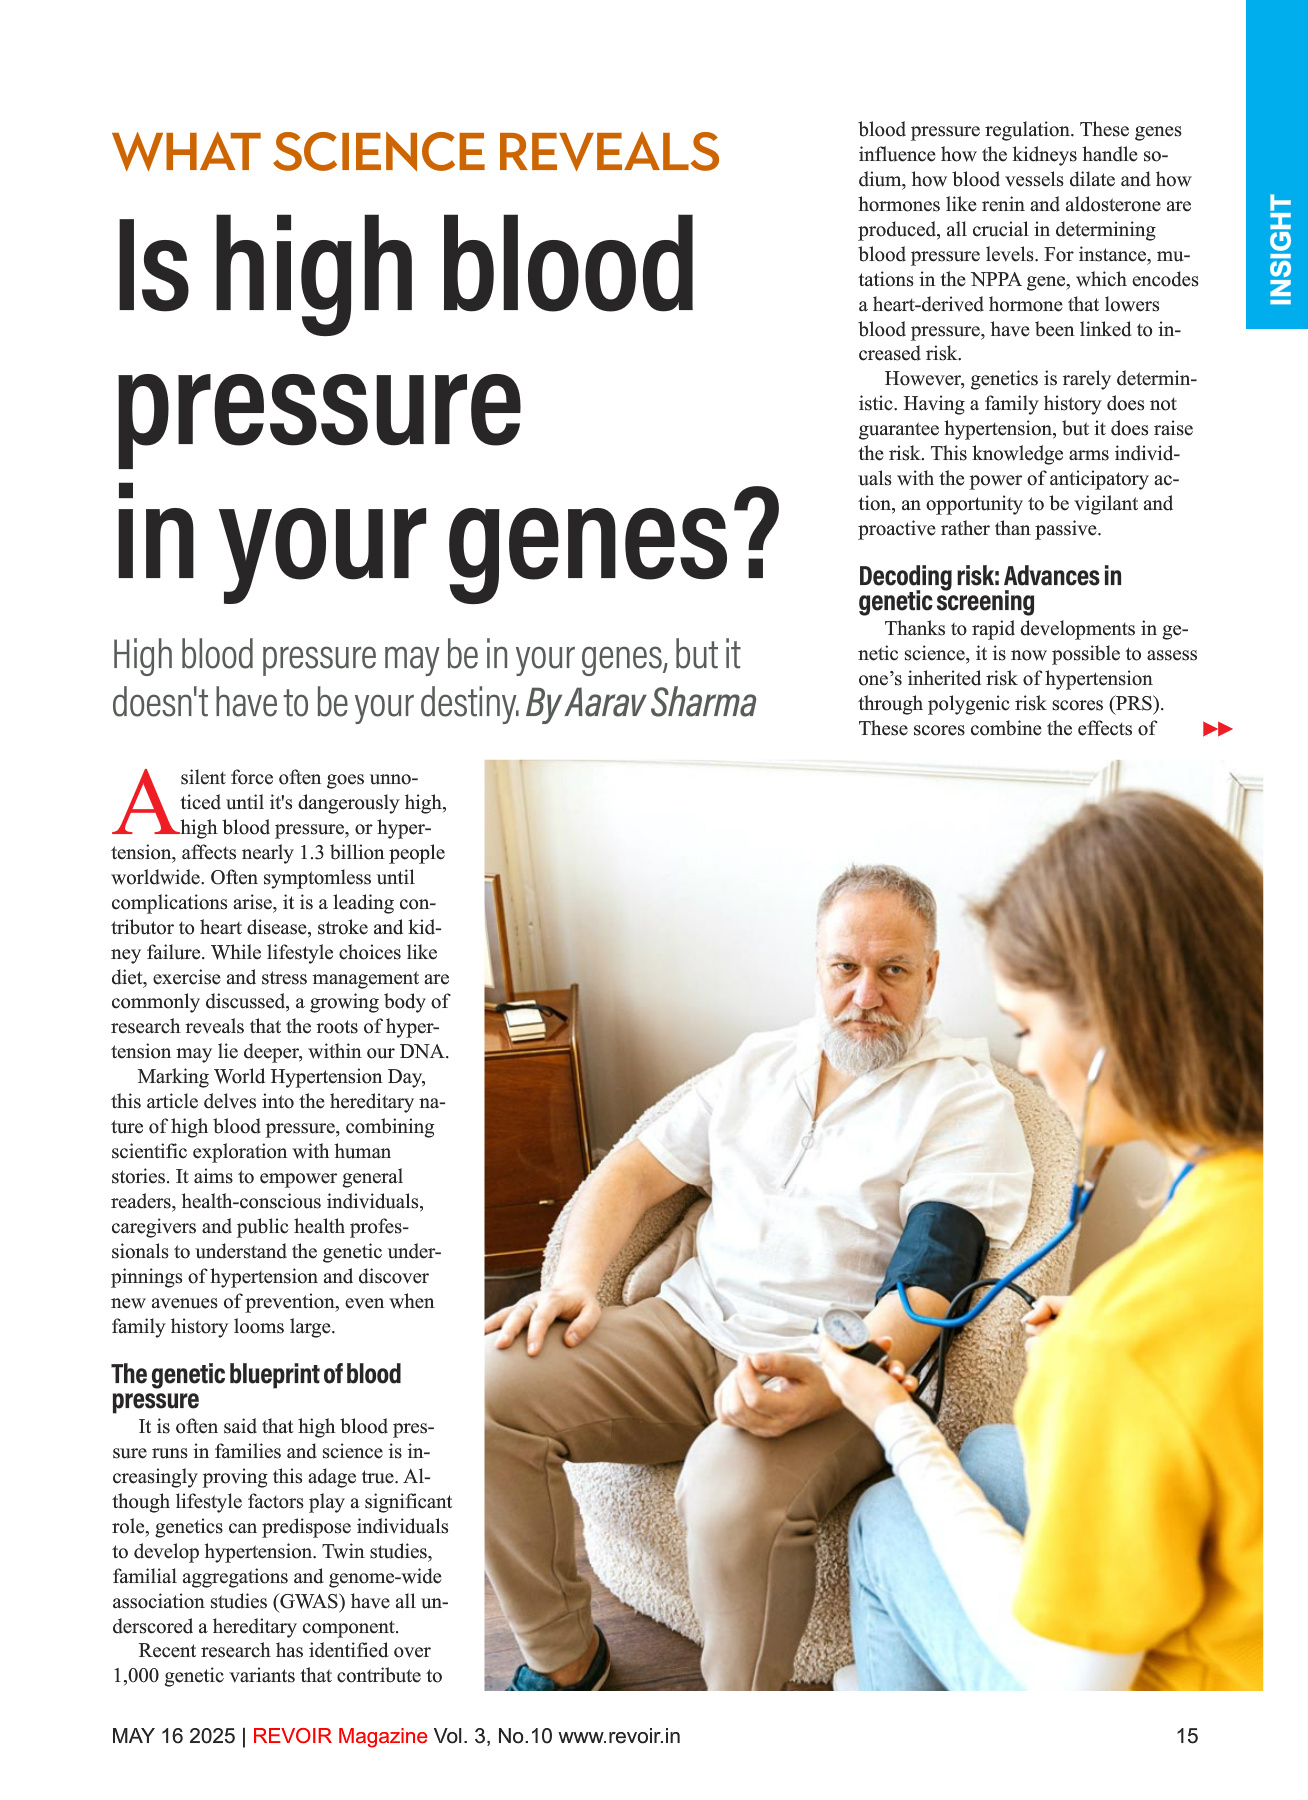 WHAT SCIENCE REVEALS
Is high blood
pressure
in your genes?
High blood pressure may be in your genes, but it
doesn't have to be your destiny. By Aarav Sharma
A silent force often goes unno-
ticed until it's dangerously high,
high blood pressure, or hyper-
tension, affects nearly 1.3 billion people
worldwide. Often symptomless until
complications arise, it is a leading con-
tributor to heart disease, stroke and kid-
ney failure. While lifestyle choices like
diet, exercise and stress management are
commonly discussed, a growing body of
research reveals that the roots of hyper-
tension may lie deeper, within our DNA.
Marking World Hypertension Day,
this article delves into the hereditary na-
ture of high blood pressure, combining
scientific exploration with human
stories. It aims to empower general
readers, health-conscious individuals,
caregivers and public health profes-
sionals to understand the genetic under-
pinnings of hypertension and discover
new avenues of prevention, even when
family history looms large.
The genetic blueprint of blood
pressure
It is often said that high blood pres-
sure runs in families and science is in-
creasingly proving this adage true. Al-
though lifestyle factors play a significant
role, genetics can predispose individuals
to develop hypertension. Twin studies,
familial aggregations and genome-wide
association studies (GWAS) have all un-
derscored a hereditary component.
Recent research has identified over
1,000 genetic variants that contribute to
blood pressure regulation. These genes
influence how the kidneys handle so-
dium, how blood vessels dilate and how
hormones like renin and aldosterone are
produced, all crucial in determining
blood pressure levels. For instance, mu-
tations in the NPPA gene, which encodes
a heart-derived hormone that lowers
blood pressure, have been linked to in-
creased risk.
However, genetics is rarely determin-
istic. Having a family history does not
guarantee hypertension, but it does raise
the risk. This knowledge arms individ-
uals with the power of anticipatory ac-
tion, an opportunity to be vigilant and
proactive rather than passive.
Decoding risk: Advances in
genetic screening
Thanks to rapid developments in ge-
netic science, it is now possible to assess
one’s inherited risk of hypertension
through polygenic risk scores (PRS).
These scores combine the effects of
INSIGHT
MAY 16 2025 | REVOIR Magazine Vol. 3, No.10 www.revoir.in
15